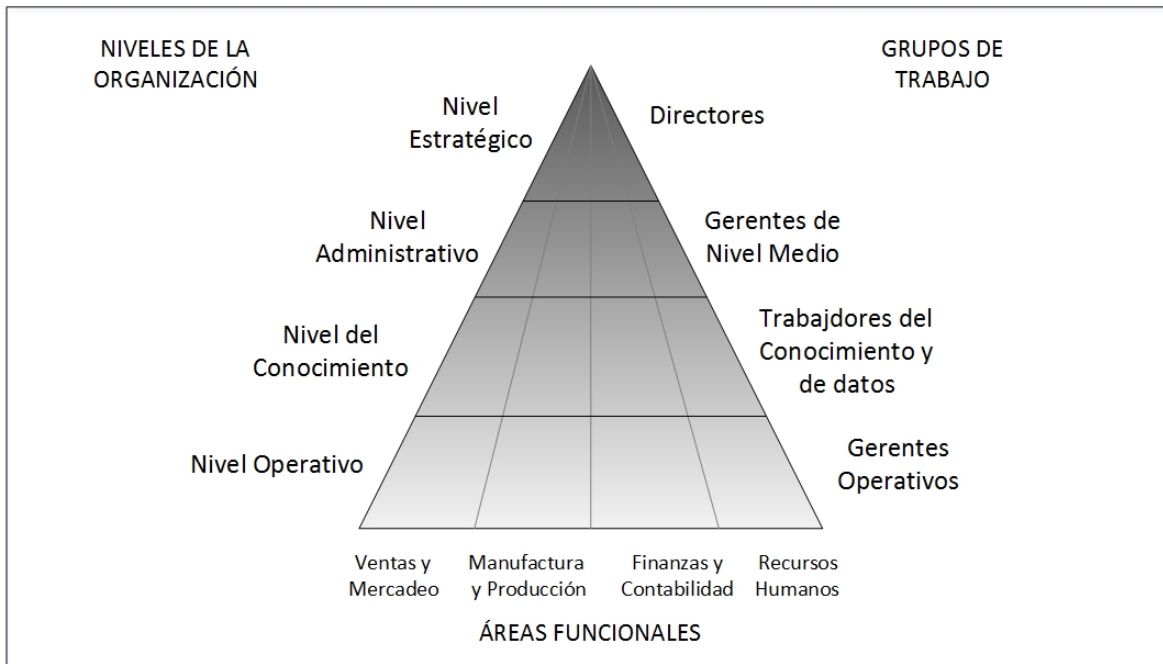 NIVELES DE LA
ORGANIZACIÓN
GRUPOS DE
TRABAJO
Nivel
Estratégico
Directores
Nivel
Administrativo
Gerentes de
Nivel Medio
Nivel del
Conocimiento
Trabajdores del
Conocimiento y
de datos
Nivel Operativo
Gerentes
Operativos
Ventas y
Mercadeo
Manufactura
y Producción
Finanzas y
Contabilidad
Recursos
Humanos
ÁREAS FUNCIONALES